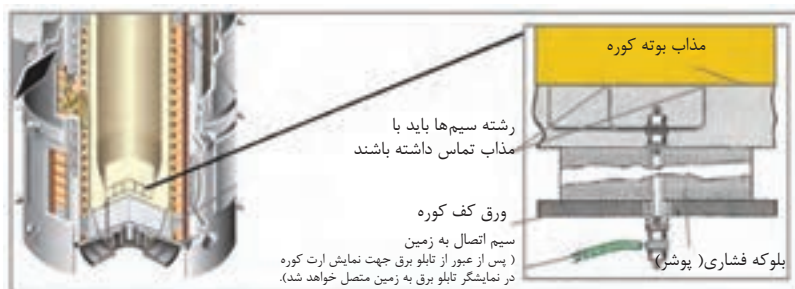 مذاب بوته کوره
رشته سیم‌ها باید با
مذاب تماس داشته باشند
ورق کف کوره
سیم اتصال به زمین
( پس از عبور از تابلو برق جهت نمایش ارت کوره
در نمایشگر تابلو برق به زمین متصل خواهد شد).
بلوکه فشاری( پوشر)